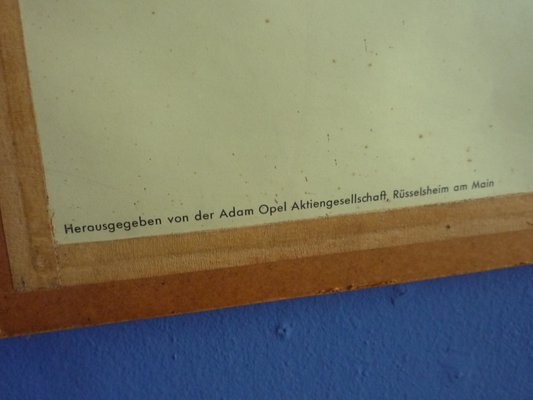 Herausgegeben von der Adam Opel Aktiengesellschaft, Rüsselsheim am Main